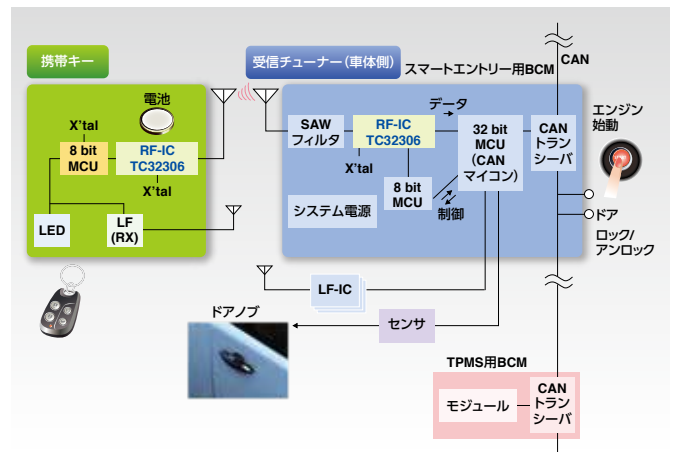 携帯キー
電池
X'tal
8 bit
MCU
RF-IC
TC32306
X'tal
LED
LF
(RX)
受信チューナー(車体側)
スマートエントリー用BCM
CAN
SAW
フィルタ
RF-IC
TC32306
X'tal
データ
32 bit
MCU
(CAN
マイコン)
CAN
トラン
シーバ
8 bit
MCU
制御
システム電源
エンジン
始動
ドア
ロック/
アンロック
LF-IC
ドアノブ
センサ
TPMS用BCM
モジュール
CAN
トラン
シーバ